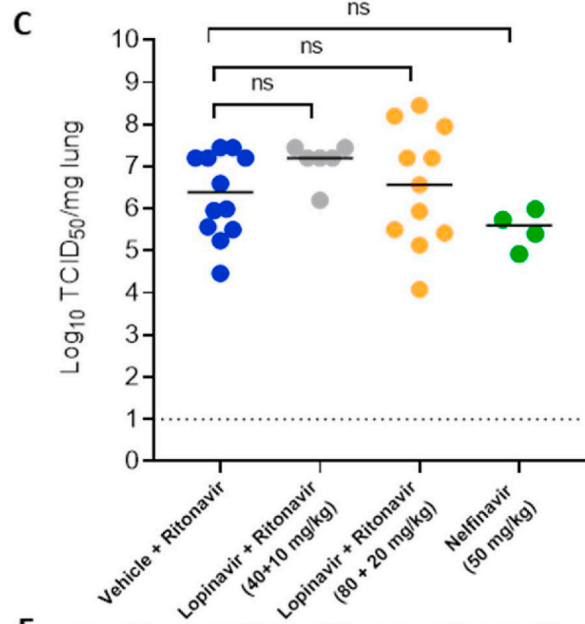 C
ns
ns
ns
10
9
8
7
6
5
4
3
2
1
0
Log10 TCID50/mg lung
Vehicle + Ritonavir
Lopinavir + Ritonavir
(40+10 mg/kg)
Lopinavir + Ritonavir
(80 + 20 mg/kg)
Nelfinavir
(50 mg/kg)